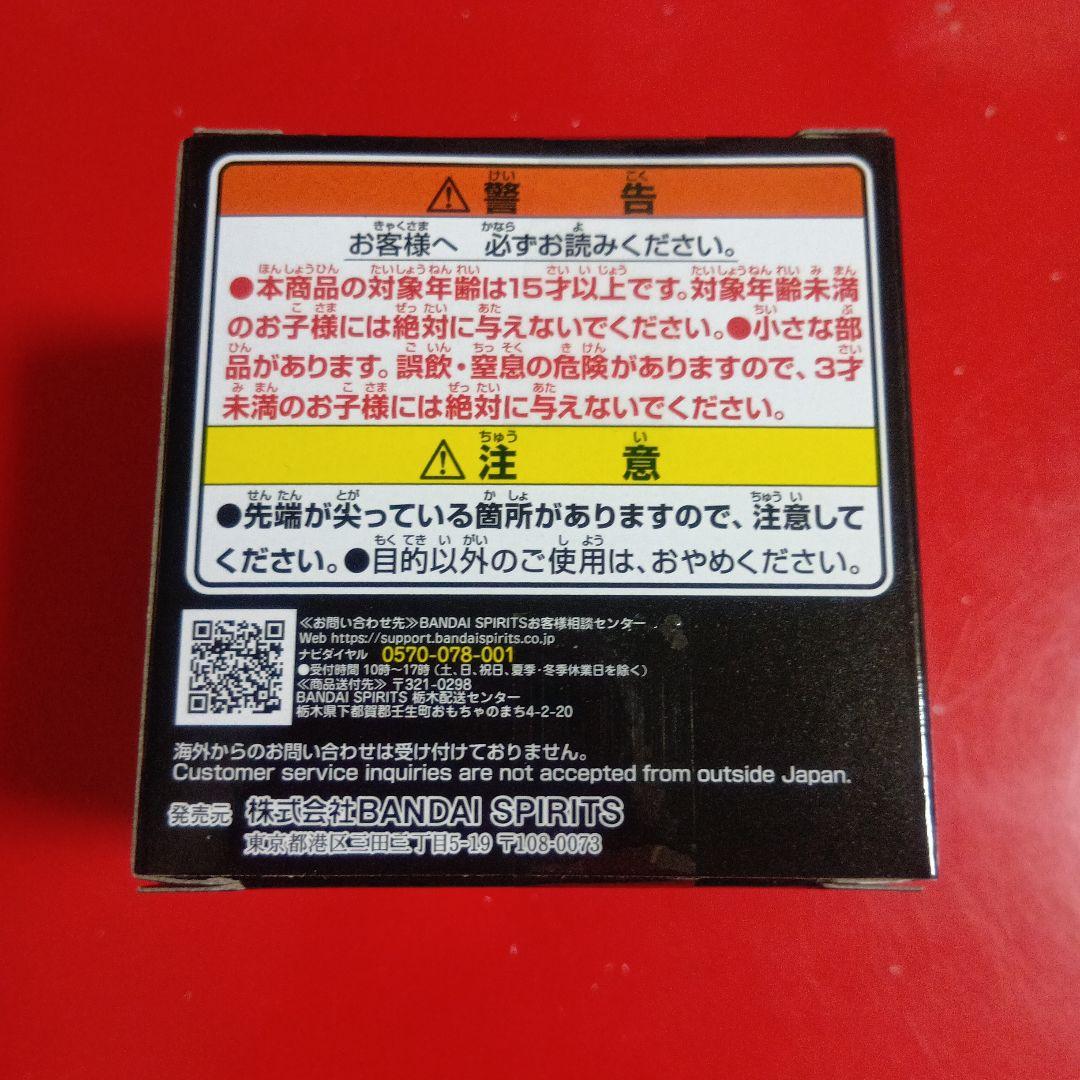 ⚠警告
お客様へ 必ずお読みください。
●本商品の対象年齢は15才以上です。対象年齢未満
のお子様には絶対に与えないでください。●小さな部
品があります。誤飲・窒息の危険がありますので、3才
未満のお子様には絶対に与えないでください。
⚠注意
●先端が尖っている箇所がありますので、注意して
ください。●目的以外のご使用は、おやめください。
≪お問い合わせ先≫BANDAI SPIRITSお客様相談センター
Web https://support.bandaispirits.co.jp
ナビダイヤル 0570-078-001
●受付時間 10時〜17時（土、日、祝日、夏季・冬季休業日を除く）
≪商品送付先≫ 〒321-0298
BANDAI SPIRITS 栃木配送センター
栃木県下都賀郡壬生町おもちゃのまち4-2-20
海外からのお問い合わせは受け付けておりません。
Customer service inquiries are not accepted from outside Japan.
発売元 株式会社BANDAI SPIRITS
東京都港区三田三丁目5-19 〒108-0073